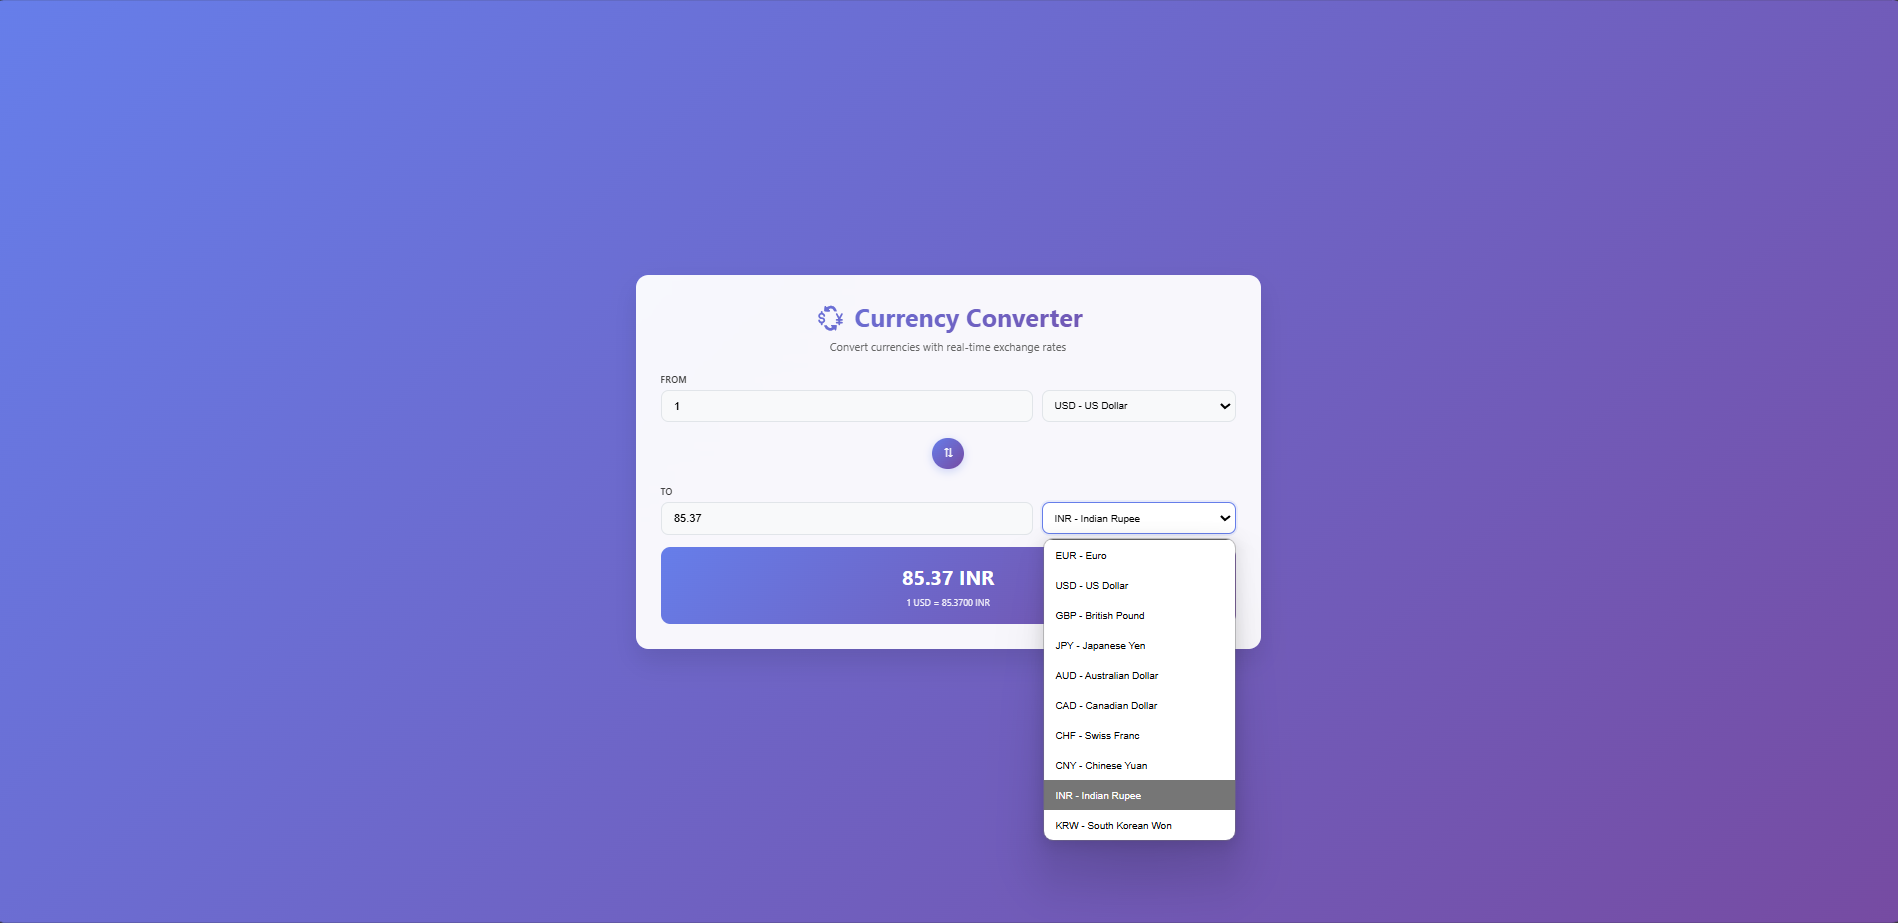 Currency Converter
Convert currencies with real-time exchange rates
FROM
1
USD - US Dollar
TO
85.37
INR - Indian Rupee
85.37 INR
1 USD = 85.3700 INR
EUR - Euro
USD - US Dollar
GBP - British Pound
JPY - Japanese Yen
AUD - Australian Dollar
CAD - Canadian Dollar
CHF - Swiss Franc
CNY - Chinese Yuan
INR - Indian Rupee
KRW - South Korean Won